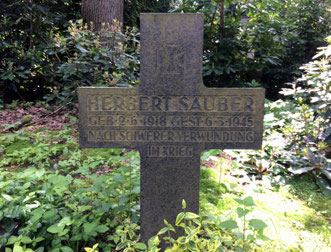 HERBERT SAUBER
GEB·2·6·1918 GEST·6·3·1945
NACH SCHWERER VERWUNDUNG
IM KRIEG